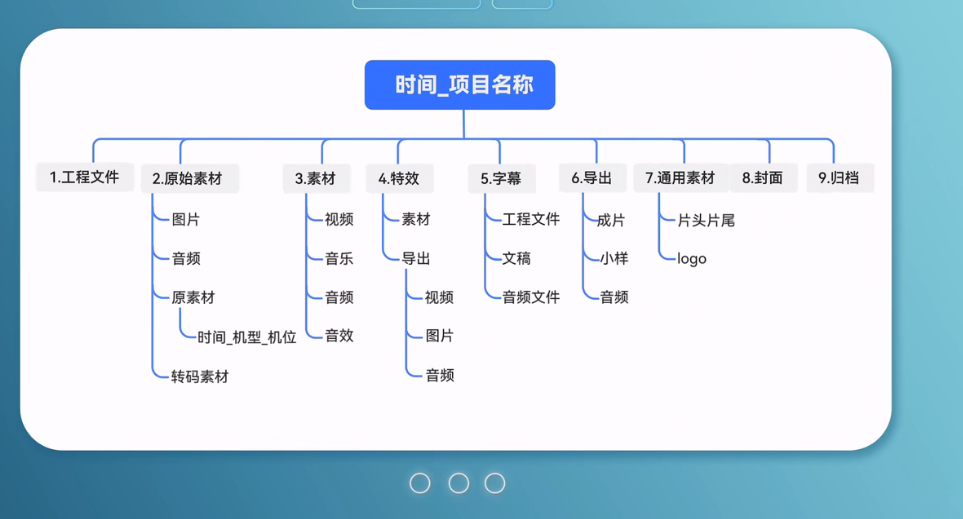 时间_项目名称
1.工程文件
2.原始素材
3.素材
4.特效
5.字幕
6.导出
7.通用素材
8.封面
9.归档
图片
音频
原素材
时间_机型_机位
转码素材
视频
音乐
音频
音效
素材
导出
视频
图片
音频
工程文件
文稿
音频文件
成片
小样
音频
片头片尾
logo